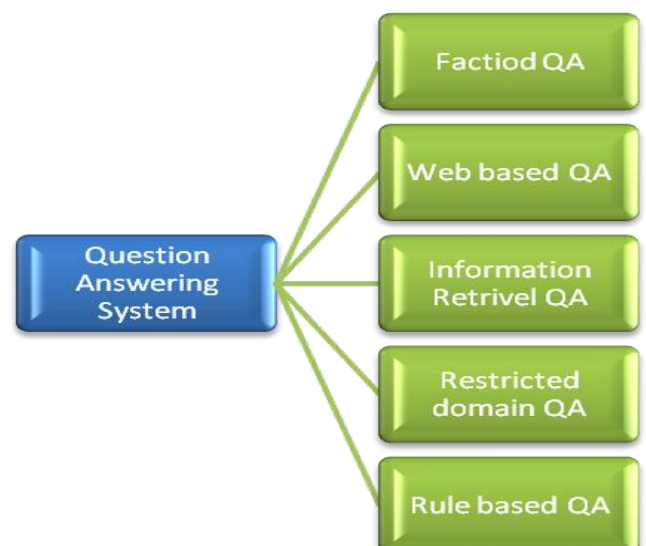 Factiod QA
Web based QA
Question
Answering
System
Information
Retrivel QA
Restricted
domain QA
Rule based QA